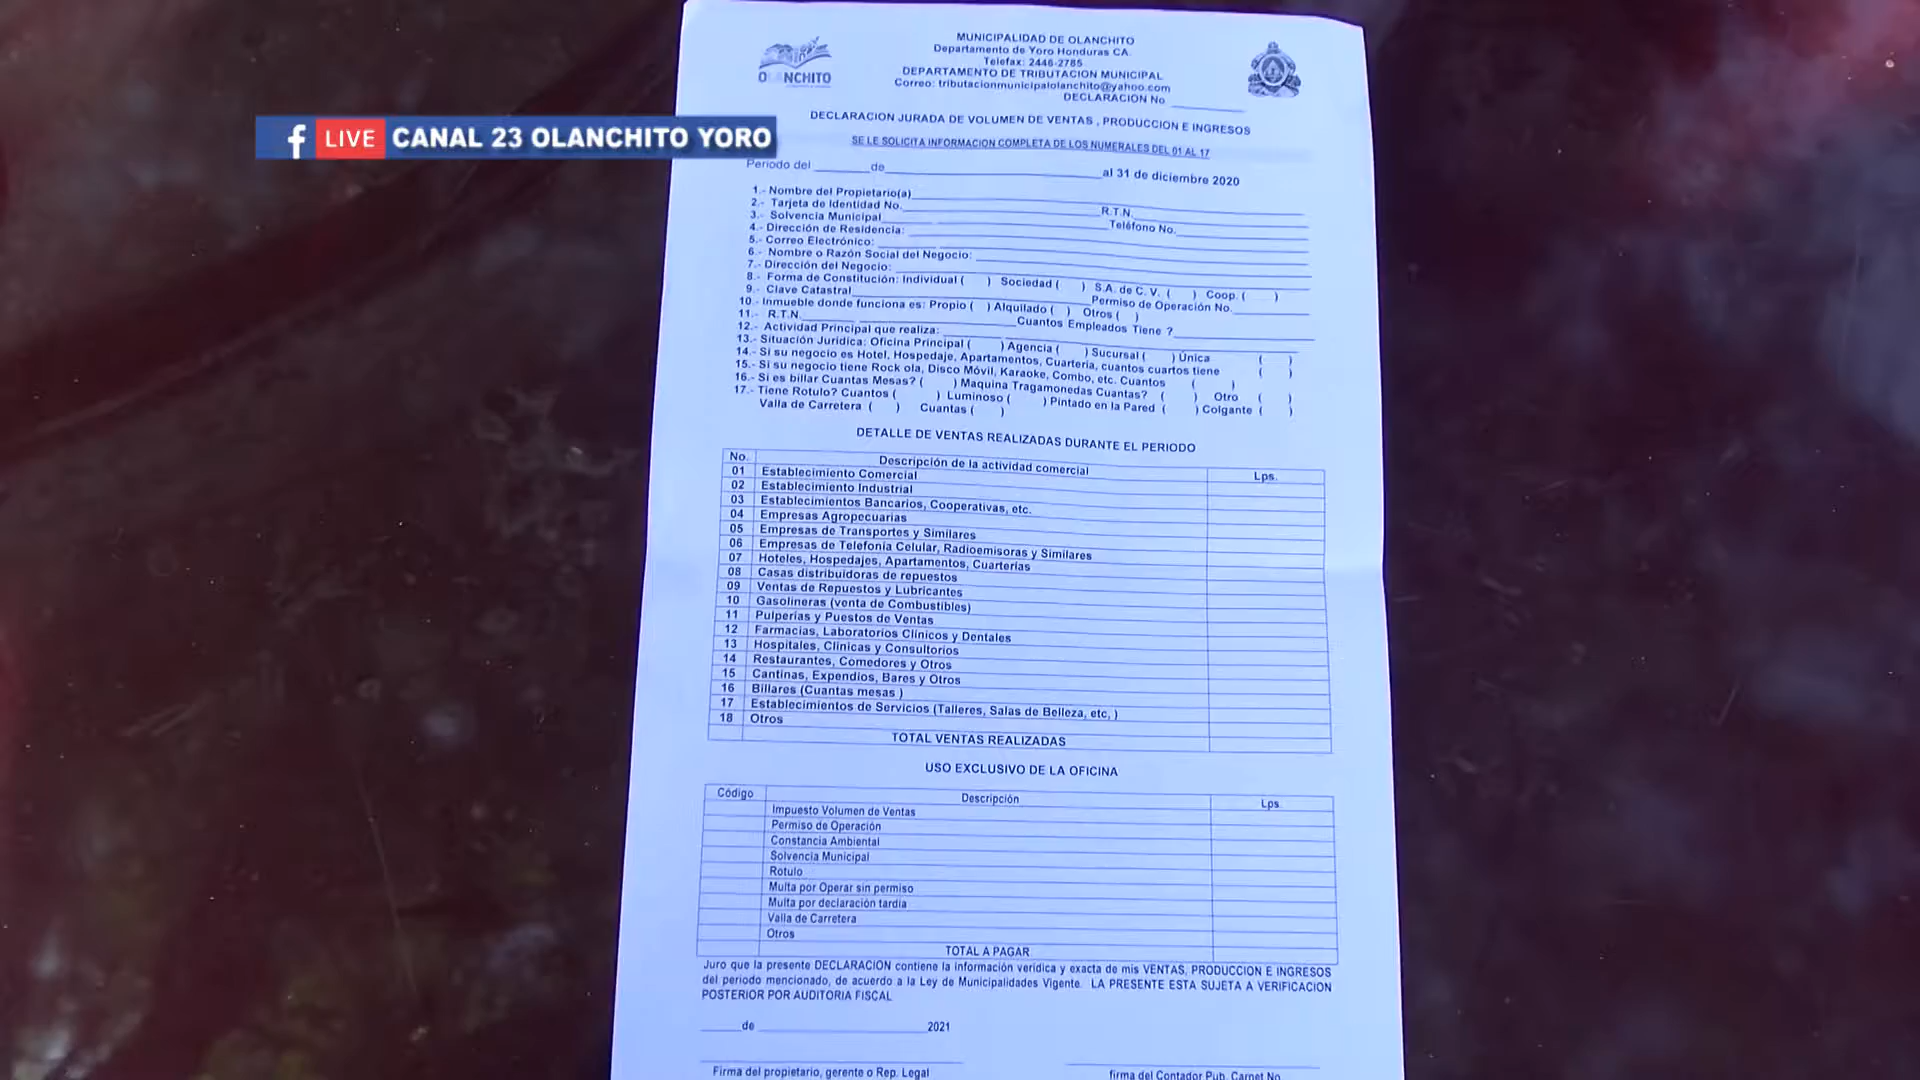 MUNICIPALIDAD DE OLANCHITO
Departamento de Yoro Honduras CA.
Telefax: 2446-2785
DEPARTAMENTO DE TRIBUTACION MUNICIPAL
Correo: tributacionmunicipalolanchito@yahoo.com
DECLARACION No
OLANCHITO
DECLARACION JURADA DE VOLUMEN DE VENTAS , PRODUCCION E INGRESOS
f LIVE CANAL 23 OLANCHITO YORO
SE LE SOLICITA INFORMACION COMPLETA DE LOS NUMERALES DEL 01 AL 17
Periodo del ______de______________al 31 de diciembre 2020
1.- Nombre del Propietario(a)
2.- Tarjeta de Identidad No. R.T.N.
3.- Solvencia Municipal Teléfono No.
4.- Dirección de Residencia:
5.- Correo Electrónico:
6.- Nombre o Razón Social del Negocio:
7.- Dirección del Negocio:
8.- Forma de Constitución: Individual ( ) Sociedad ( ) S.A. de C. V. ( ) Coop. ( )
9.- Clave Catastral Permiso de Operación No.
10.- Inmueble donde funciona es: Propio ( ) Alquilado ( ) Otros ( )
11.- R.T.N. Cuantos Empleados Tiene ?
12.- Actividad Principal que realiza:
13.- Situación Jurídica: Oficina Principal ( ) Agencia ( ) Sucursal ( ) Única ( )
14.- Si su negocio es Hotel, Hospedaje, Apartamentos, Cuartería, cuantos cuartos tiene ( )
15.- Si su negocio tiene Rock ola, Disco Móvil, Karaoke, Combo, etc. Cuantos ( )
16.- Si es billar Cuantas Mesas? ( ) Maquina Tragamonedas Cuantas? ( ) Otro ( )
17.- Tiene Rotulo? Cuantos ( ) Luminoso ( ) Pintado en la Pared ( ) Colgante ( )
Valla de Carretera ( ) Cuantas ( )
DETALLE DE VENTAS REALIZADAS DURANTE EL PERIODO
No. Descripción de la actividad comercial Lps.
01 Establecimiento Comercial
02 Establecimiento Industrial
03 Establecimientos Bancarios, Cooperativas, etc.
04 Empresas Agropecuarias
05 Empresas de Transportes y Similares
06 Empresas de Telefonía Celular, Radioemisoras y Similares
07 Hoteles, Hospedajes, Apartamentos, Cuarterías
08 Casas distribuidoras de repuestos
09 Ventas de Repuestos y Lubricantes
10 Gasolineras (venta de Combustibles)
11 Pulperías y Puestos de Ventas
12 Farmacias, Laboratorios Clínicos y Dentales
13 Hospitales, Clínicas y Consultorios
14 Restaurantes, Comedores y Otros
15 Cantinas, Expendios, Bares y Otros
16 Billares (Cuantas mesas )
17 Establecimientos de Servicios (Talleres, Salas de Belleza, etc, )
18 Otros
TOTAL VENTAS REALIZADAS
USO EXCLUSIVO DE LA OFICINA
Código Descripción Lps
Impuesto Volumen de Ventas
Permiso de Operación
Constancia Ambiental
Solvencia Municipal
Rotulo
Multa por Operar sin permiso
Multa por declaración tardía
Valla de Carretera
Otros
TOTAL A PAGAR
Juro que la presente DECLARACION contiene la información verídica y exacta de mis VENTAS, PRODUCCION E INGRESOS
del periodo mencionado, de acuerdo a la Ley de Municipalidades Vigente. LA PRESENTE ESTA SUJETA A VERIFICACION
POSTERIOR POR AUDITORIA FISCAL
_____de ______________2021
Firma del propietario, gerente o Rep. Legal firma del Contador Pub. Carnet No